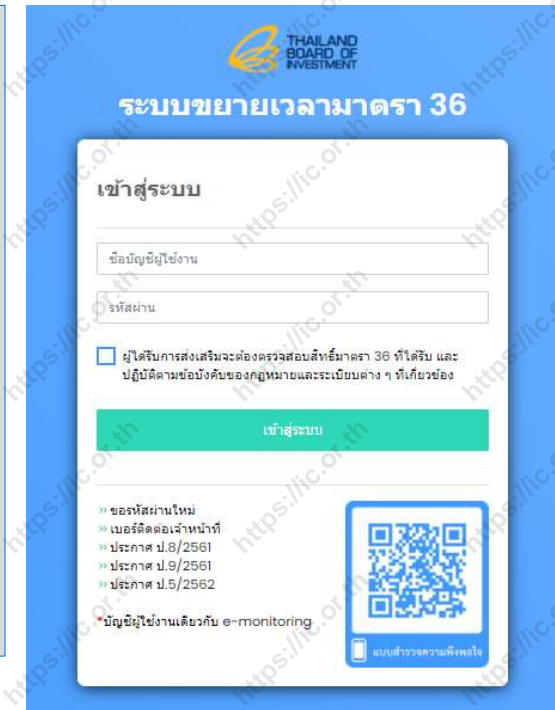 THAILAND
BOARD OF
INVESTMENT
ระบบขยายเวลามาตรา 36
เข้าสู่ระบบ
ชื่อบัญชีผู้ใช้งาน
รหัสผ่าน
ผู้ได้รับการส่งเสริมจะต้องตรวจสอบสิทธิ์มาตรา 36 ที่ได้รับ และ
ปฏิบัติตามข้อบังคับของกฎหมายและระเบียบต่าง ๆ ที่เกี่ยวข้อง
เข้าสู่ระบบ
›› ขอรหัสผ่านใหม่
›› เบอร์ติดต่อเจ้าหน้าที่
›› ประกาศ ป.8/2561
›› ประกาศ ป.9/2561
›› ประกาศ ป.5/2562
*บัญชีผู้ใช้งานเดียวกับ e-monitoring
แบบสำรวจความพึงพอใจ
https://ic.or.th